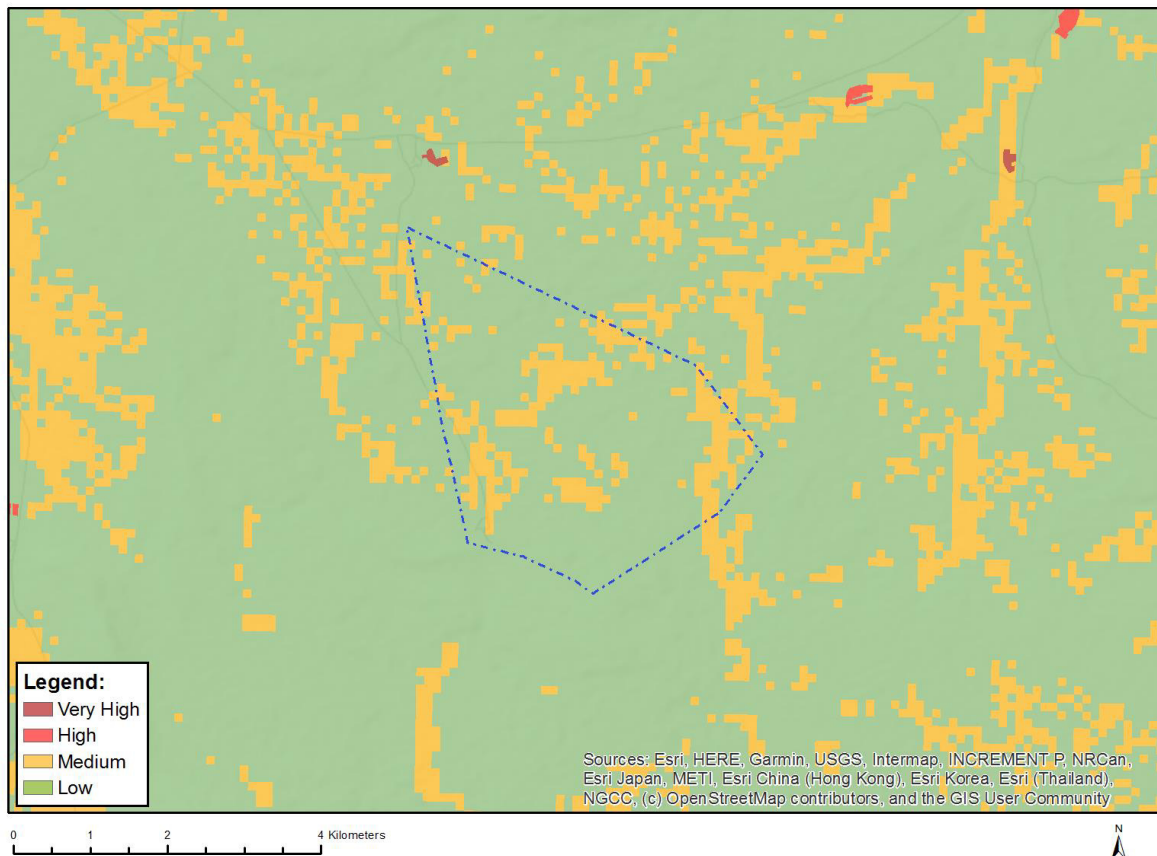 Legend:
Very High
High
Medium
Low
Sources: Esri, HERE, Garmin, USGS, Intermap, INCREMENT P, NRCan,
Esri Japan, METI, Esri China (Hong Kong), Esri Korea, Esri (Thailand),
NGCC, (c) OpenStreetMap contributors, and the GIS User Community
0 1 2 4 Kilometers
N